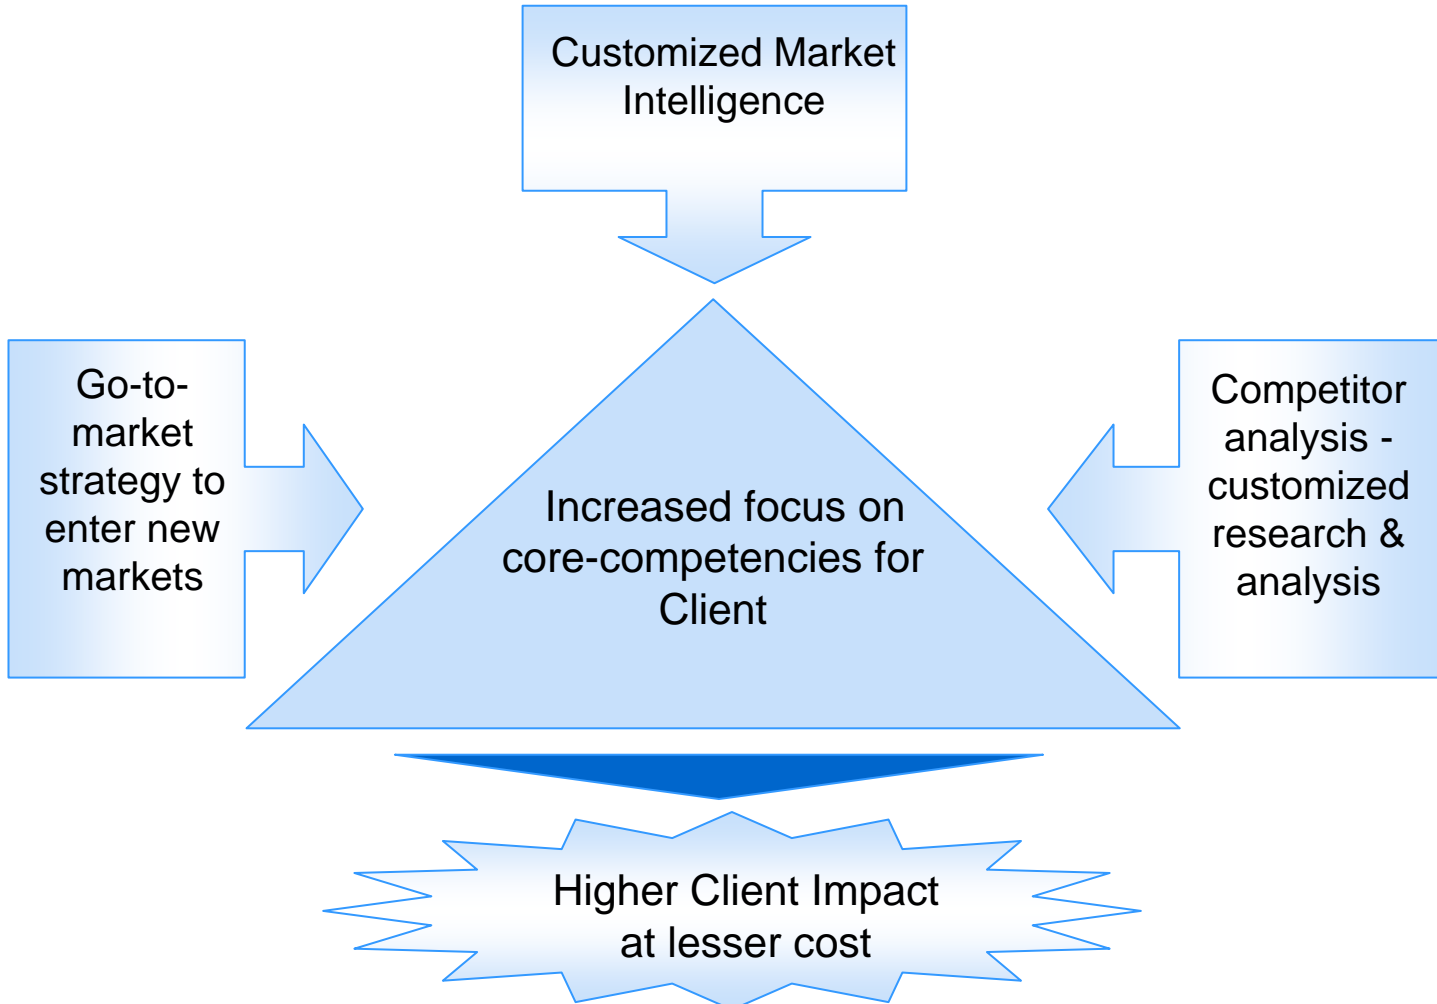 Customized Market
Intelligence
Go-to-
market
strategy to
enter new
markets
Increased focus on
core-competencies for
Client
Competitor
analysis -
customized
research &
analysis
Higher Client Impact
at lesser cost